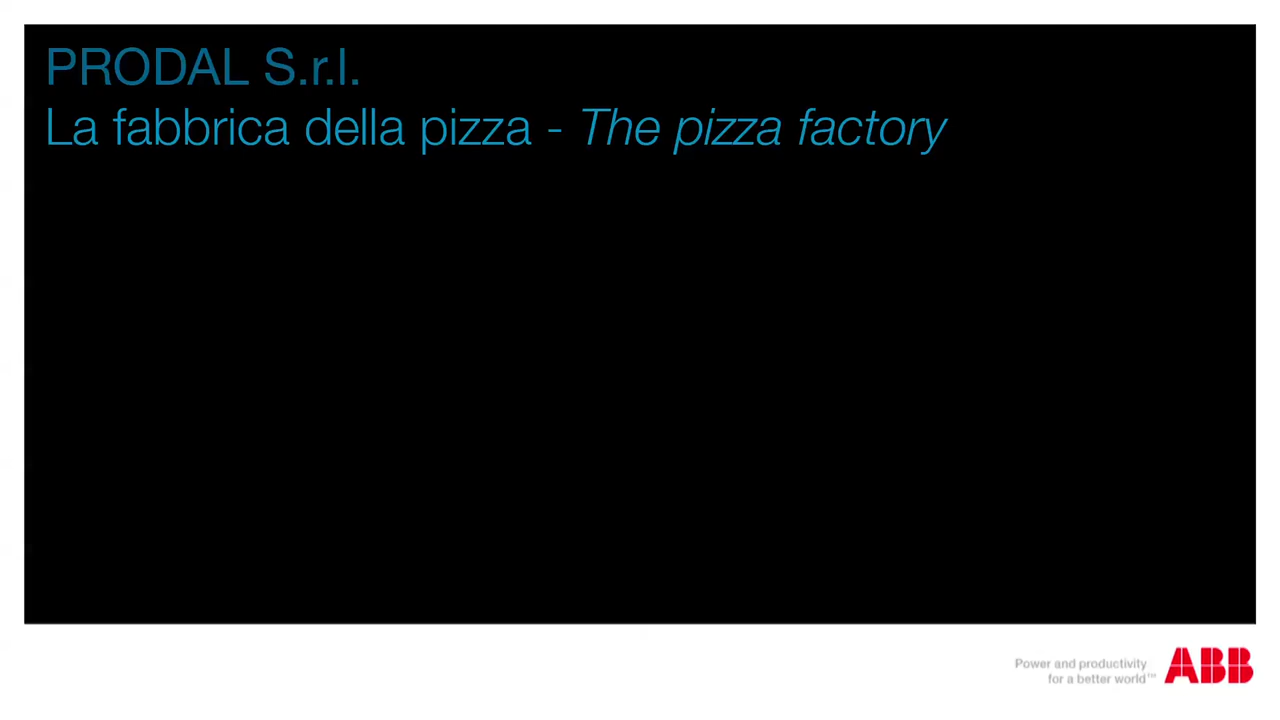 PRODAL S.r.l.
La fabbrica della pizza - The pizza factory
Power and productivity
for a better world™
ABB